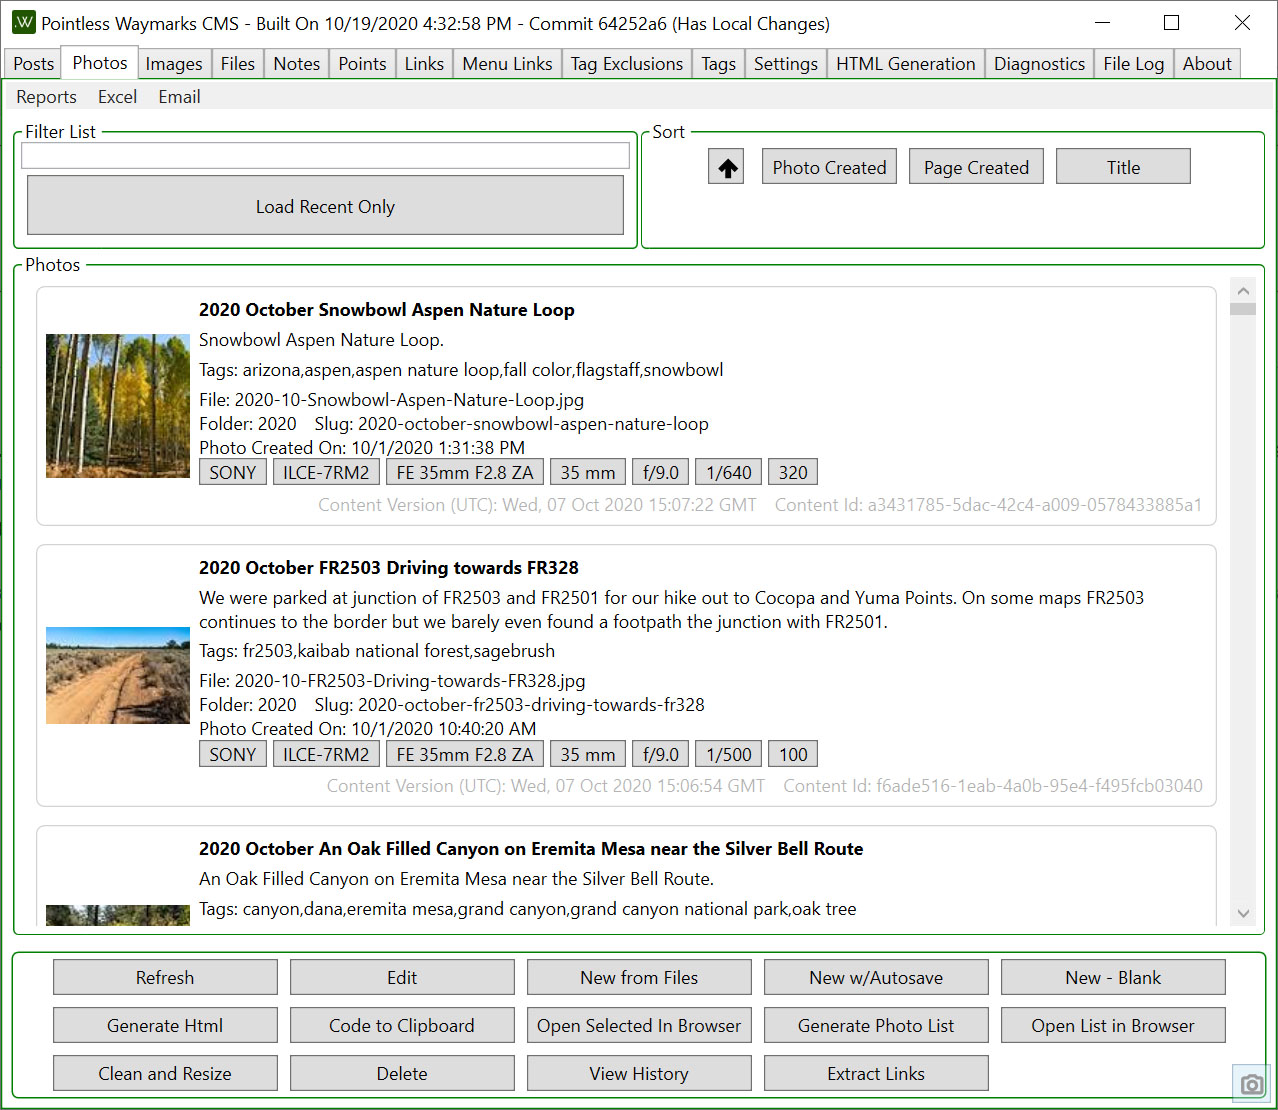 .W Pointless Waymarks CMS - Built On 10/19/2020 4:32:58 PM - Commit 64252a6 (Has Local Changes)
Posts Photos Images Files Notes Points Links Menu Links Tag Exclusions Tags Settings HTML Generation Diagnostics File Log About
Reports Excel Email
Filter List
Sort
Photo Created Page Created Title
Load Recent Only
Photos
2020 October Snowbowl Aspen Nature Loop
Snowbowl Aspen Nature Loop.
Tags: arizona,aspen,aspen nature loop,fall color,flagstaff,snowbowl
File: 2020-10-Snowbowl-Aspen-Nature-Loop.jpg
Folder: 2020 Slug: 2020-october-snowbowl-aspen-nature-loop
Photo Created On: 10/1/2020 1:31:38 PM
SONY ILCE-7RM2 FE 35mm F2.8 ZA 35 mm f/9.0 1/640 320
Content Version (UTC): Wed, 07 Oct 2020 15:07:22 GMT Content Id: a3431785-5dac-42c4-a009-0578433885a1
2020 October FR2503 Driving towards FR328
We were parked at junction of FR2503 and FR2501 for our hike out to Cocopa and Yuma Points. On some maps FR2503
continues to the border but we barely even found a footpath the junction with FR2501.
Tags: fr2503,kaibab national forest,sagebrush
File: 2020-10-FR2503-Driving-towards-FR328.jpg
Folder: 2020 Slug: 2020-october-fr2503-driving-towards-fr328
Photo Created On: 10/1/2020 10:40:20 AM
SONY ILCE-7RM2 FE 35mm F2.8 ZA 35 mm f/9.0 1/500 100
Content Version (UTC): Wed, 07 Oct 2020 15:06:54 GMT Content Id: f6ade516-1eab-4a0b-95e4-f495fcb03040
2020 October An Oak Filled Canyon on Eremita Mesa near the Silver Bell Route
An Oak Filled Canyon on Eremita Mesa near the Silver Bell Route.
Tags: canyon,dana,eremita mesa,grand canyon,grand canyon national park,oak tree
Refresh Edit New from Files New w/Autosave New - Blank
Generate Html Code to Clipboard Open Selected In Browser Generate Photo List Open List in Browser
Clean and Resize Delete View History Extract Links